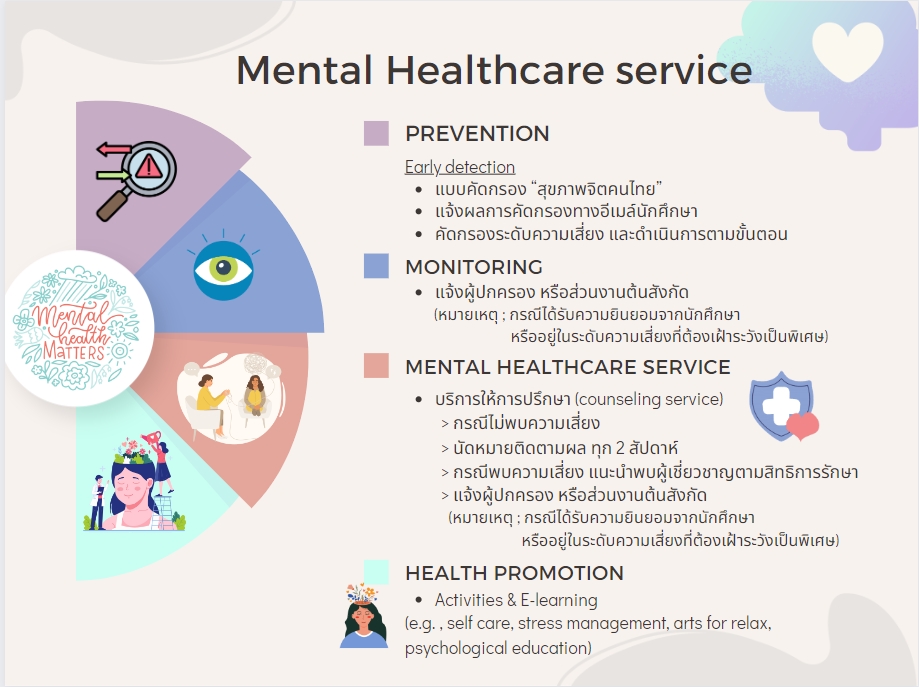 Mental Healthcare service
PREVENTION
Early detection
• แบบคัดกรอง “สุขภาพจิตคนไทย”
• แจ้งผลการคัดกรองทางอีเมล์นักศึกษา
• คัดกรองระดับความเสี่ยง และดำเนินการตามขั้นตอน
MONITORING
• แจ้งผู้ปกครอง หรือส่วนงานต้นสังกัด
(หมายเหตุ ; กรณีได้รับความยินยอมจากนักศึกษา
หรืออยู่ในระดับความเสี่ยงที่ต้องเฝ้าระวังเป็นพิเศษ)
MENTAL HEALTHCARE SERVICE
• บริการให้การปรึกษา (counseling service)
> กรณีไม่พบความเสี่ยง
> นัดหมายติดตามผล ทุก 2 สัปดาห์
> กรณีพบความเสี่ยง แนะนำพบผู้เชี่ยวชาญตามสิทธิการรักษา
> แจ้งผู้ปกครอง หรือส่วนงานต้นสังกัด
(หมายเหตุ ; กรณีได้รับความยินยอมจากนักศึกษา
หรืออยู่ในระดับความเสี่ยงที่ต้องเฝ้าระวังเป็นพิเศษ)
HEALTH PROMOTION
• Activities & E-learning
(e.g. , self care, stress management, arts for relax,
psychological education)
Mental
health
MATTERS